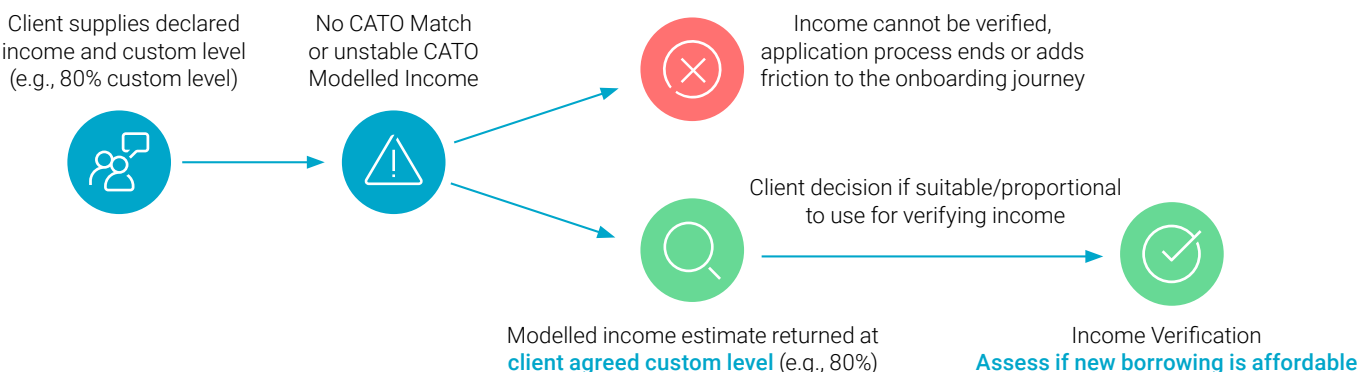 Client supplies declared
income and custom level
(e.g., 80% custom level)
No CATO Match
or unstable CATO
Modelled Income
Income cannot be verified,
application process ends or adds
friction to the onboarding journey
Client decision if suitable/proportional
to use for verifying income
Modelled income estimate returned at
client agreed custom level (e.g., 80%)
Income Verification
Assess if new borrowing is affordable